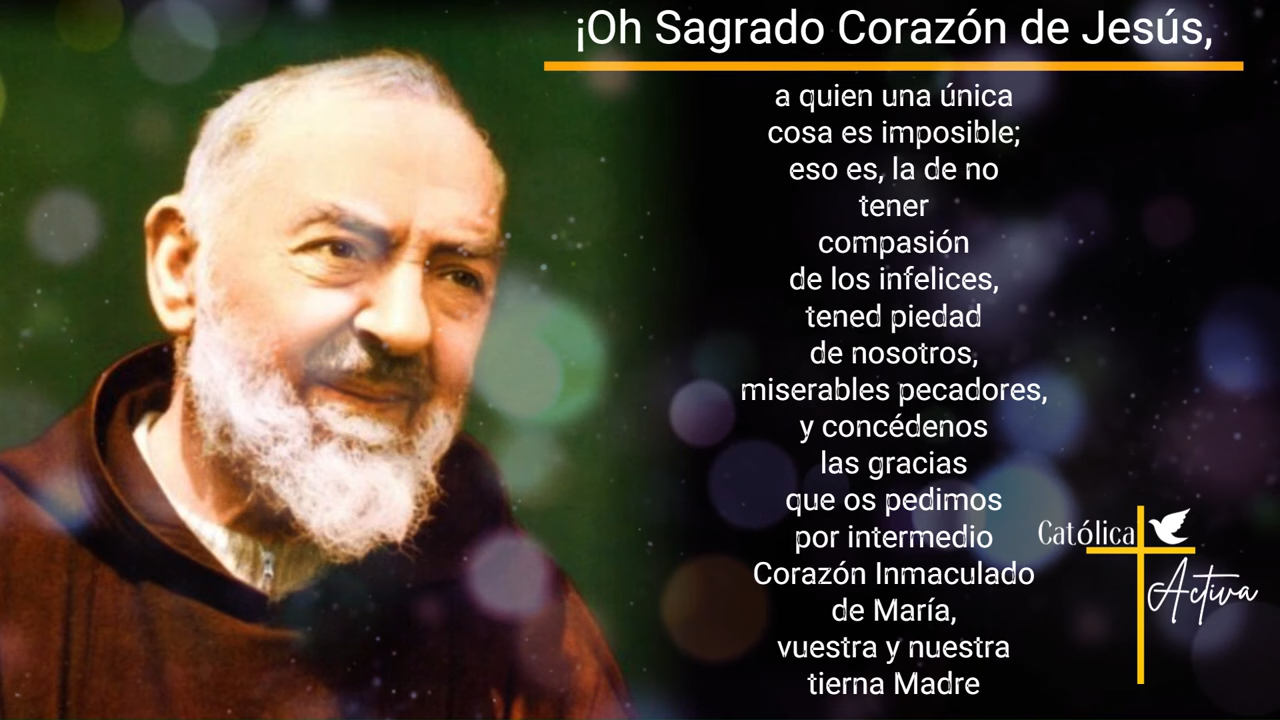 ¡Oh Sagrado Corazón de Jesús,
a quien una única
cosa es imposible;
eso es, la de no
tener
compasión
de los infelices,
tened piedad
de nosotros,
miserables pecadores,
y concédenos
las gracias
que os pedimos
por intermedio
Corazón Inmaculado
de María,
vuestra y nuestra
tierna Madre
Católica
Activa